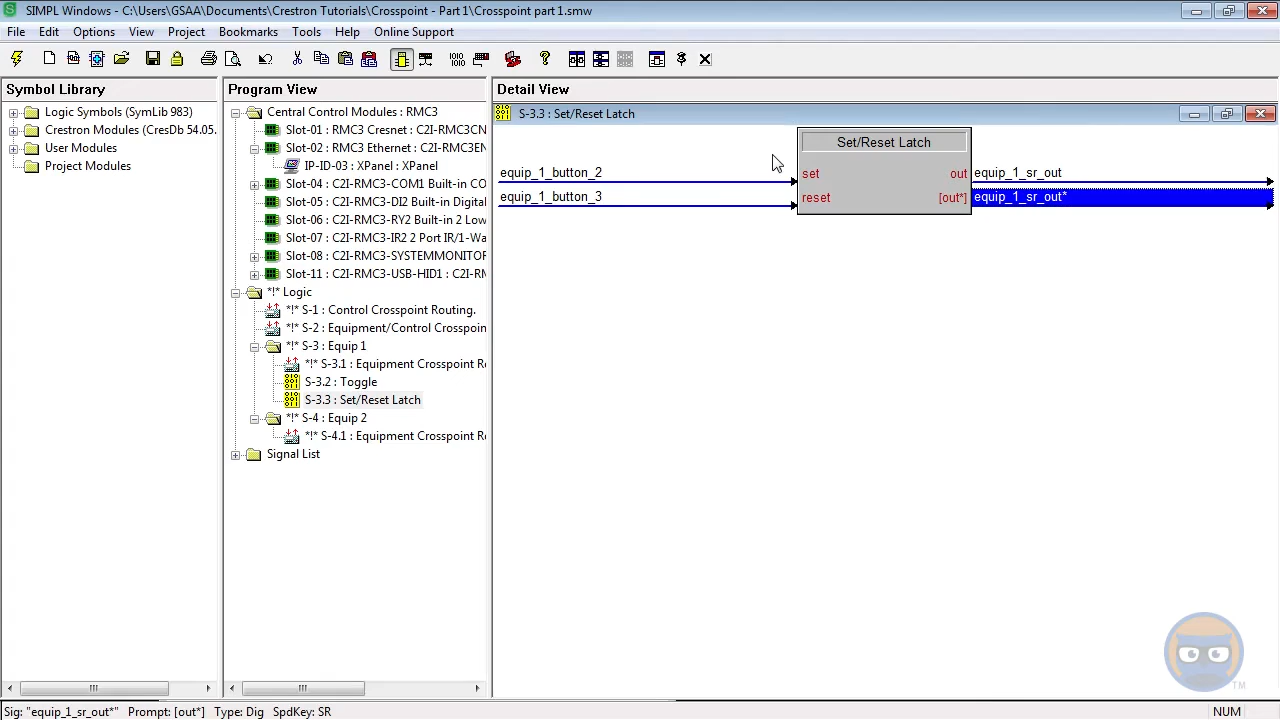 SIMPL Windows - C:\Users\GSAA\Documents\Crestron Tutorials\Crosspoint - Part 1\Crosspoint part 1.smw
File Edit Options View Project Bookmarks Tools Help Online Support
Symbol Library
Logic Symbols (SymLib 983)
Crestron Modules (CresDb 54.05.
User Modules
Project Modules
Program View
Central Control Modules : RMC3
Slot-01 : RMC3 Cresnet : C2I-RMC3CN
Slot-02 : RMC3 Ethernet : C2I-RMC3EN
IP-ID-03 : XPanel : XPanel
Slot-04 : C2I-RMC3-COM1 Built-in CO
Slot-05 : C2I-RMC3-DI2 Built-in Digital
Slot-06 : C2I-RMC3-RY2 Built-in 2 Low
Slot-07 : C2I-RMC3-IR2 2 Port IR/1-Wa
Slot-08 : C2I-RMC3-SYSTEMMONITOR
Slot-11 : C2I-RMC3-USB-HID1 : C2I-RM
*!* Logic
*!* S-1 : Control Crosspoint Routing.
*!* S-2 : Equipment/Control Crosspoin
*!* S-3 : Equip 1
*!* S-3.1 : Equipment Crosspoint R
S-3.2 : Toggle
S-3.3 : Set/Reset Latch
*!* S-4 : Equip 2
*!* S-4.1 : Equipment Crosspoint R
Signal List
Detail View
S-3.3 : Set/Reset Latch
Set/Reset Latch
equip_1_button_2 set out equip_1_sr_out
equip_1_button_3 reset [out*] equip_1_sr_out*
TM
Sig: "equip_1_sr_out*" Prompt: [out*] Type: Dig SpdKey: SR NUM